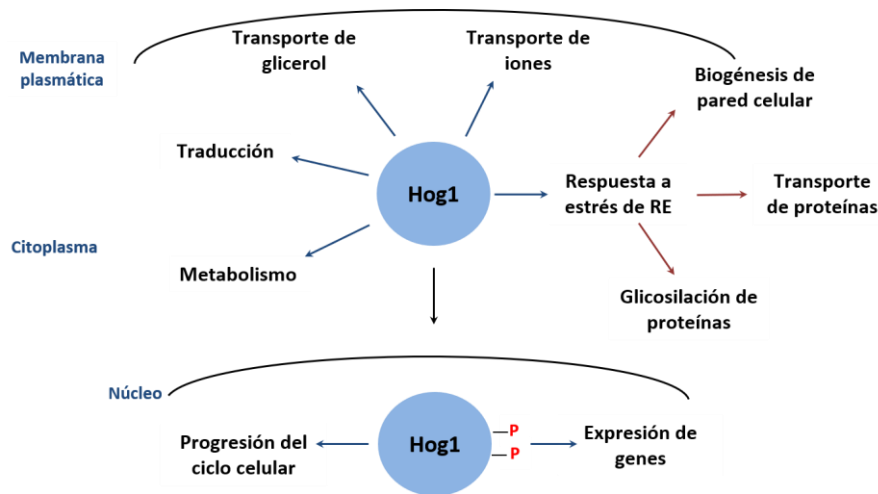 Membrana
plasmática
Transporte de
glicerol
Transporte de
iones
Biogénesis de
pared celular
Traducción
Hog1
Respuesta a
estrés de RE
Transporte
de proteínas
Citoplasma
Metabolismo
Glicosilación de
proteínas
Núcleo
Progresión del
ciclo celular
Hog1
P
P
Expresión de
genes